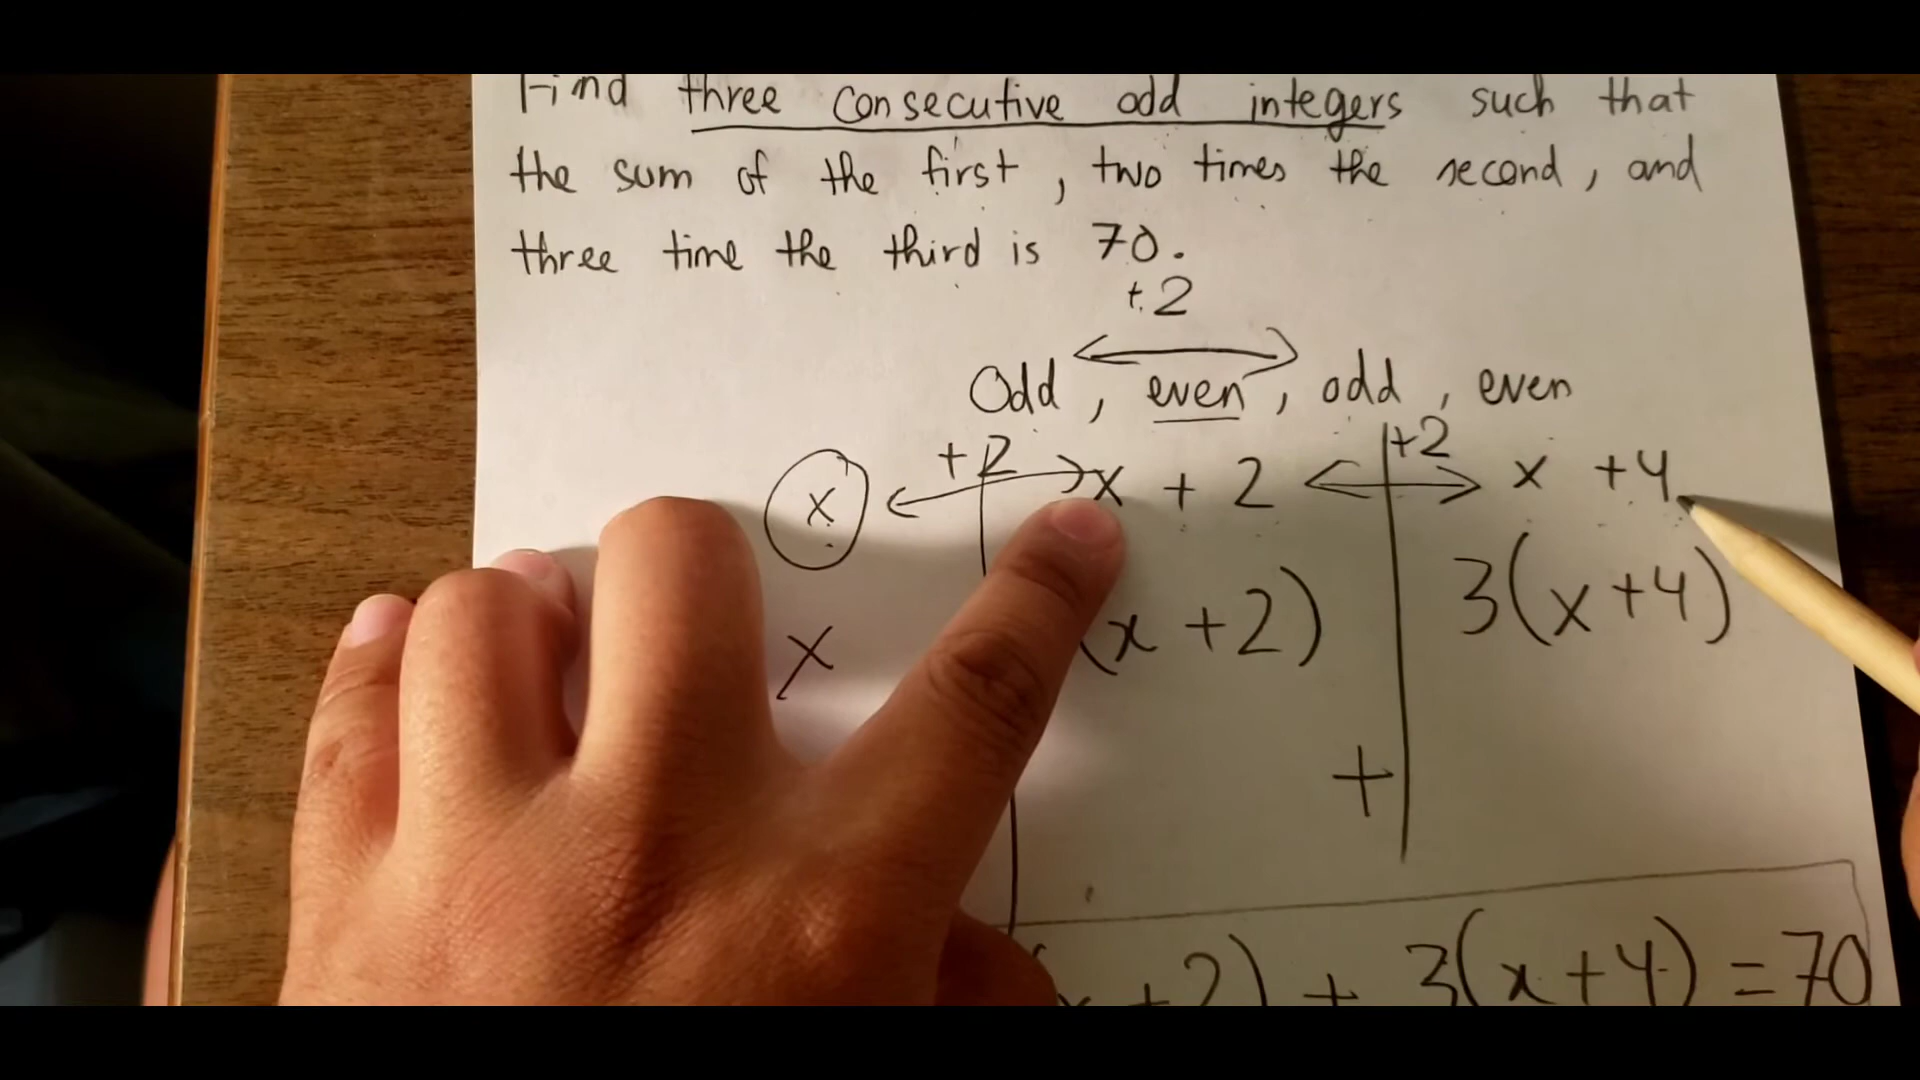 Find three consecutive odd integers such that
the sum of the first, two times the second, and
three time the third is 70.
+2
Odd, even, odd, even
x +2 x + 2 +2 x +4
x (x +2) 3(x+4)
+
+2) + 3(x+4) = 70